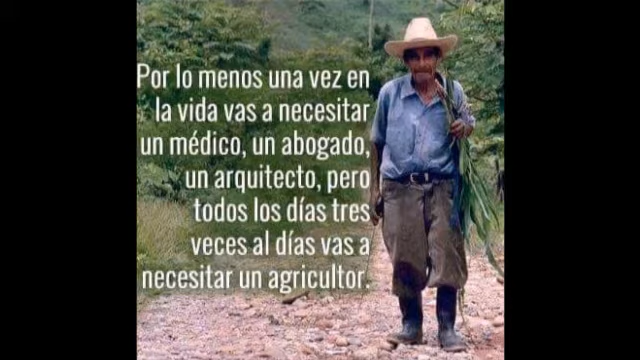 Por lo menos una vez en
la vida vas a necesitar
un médico, un abogado,
un arquitecto, pero
todos los días tres
veces al días vas a
necesitar un agricultor.